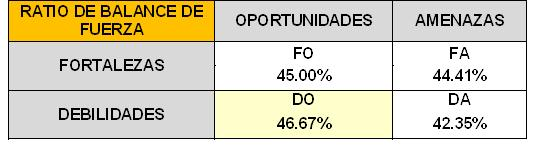 RATIO DE BALANCE DE
FUERZA
OPORTUNIDADES
AMENAZAS
FORTALEZAS
FO
45.00%
FA
44.41%
DEBILIDADES
DO
46.67%
DA
42.35%